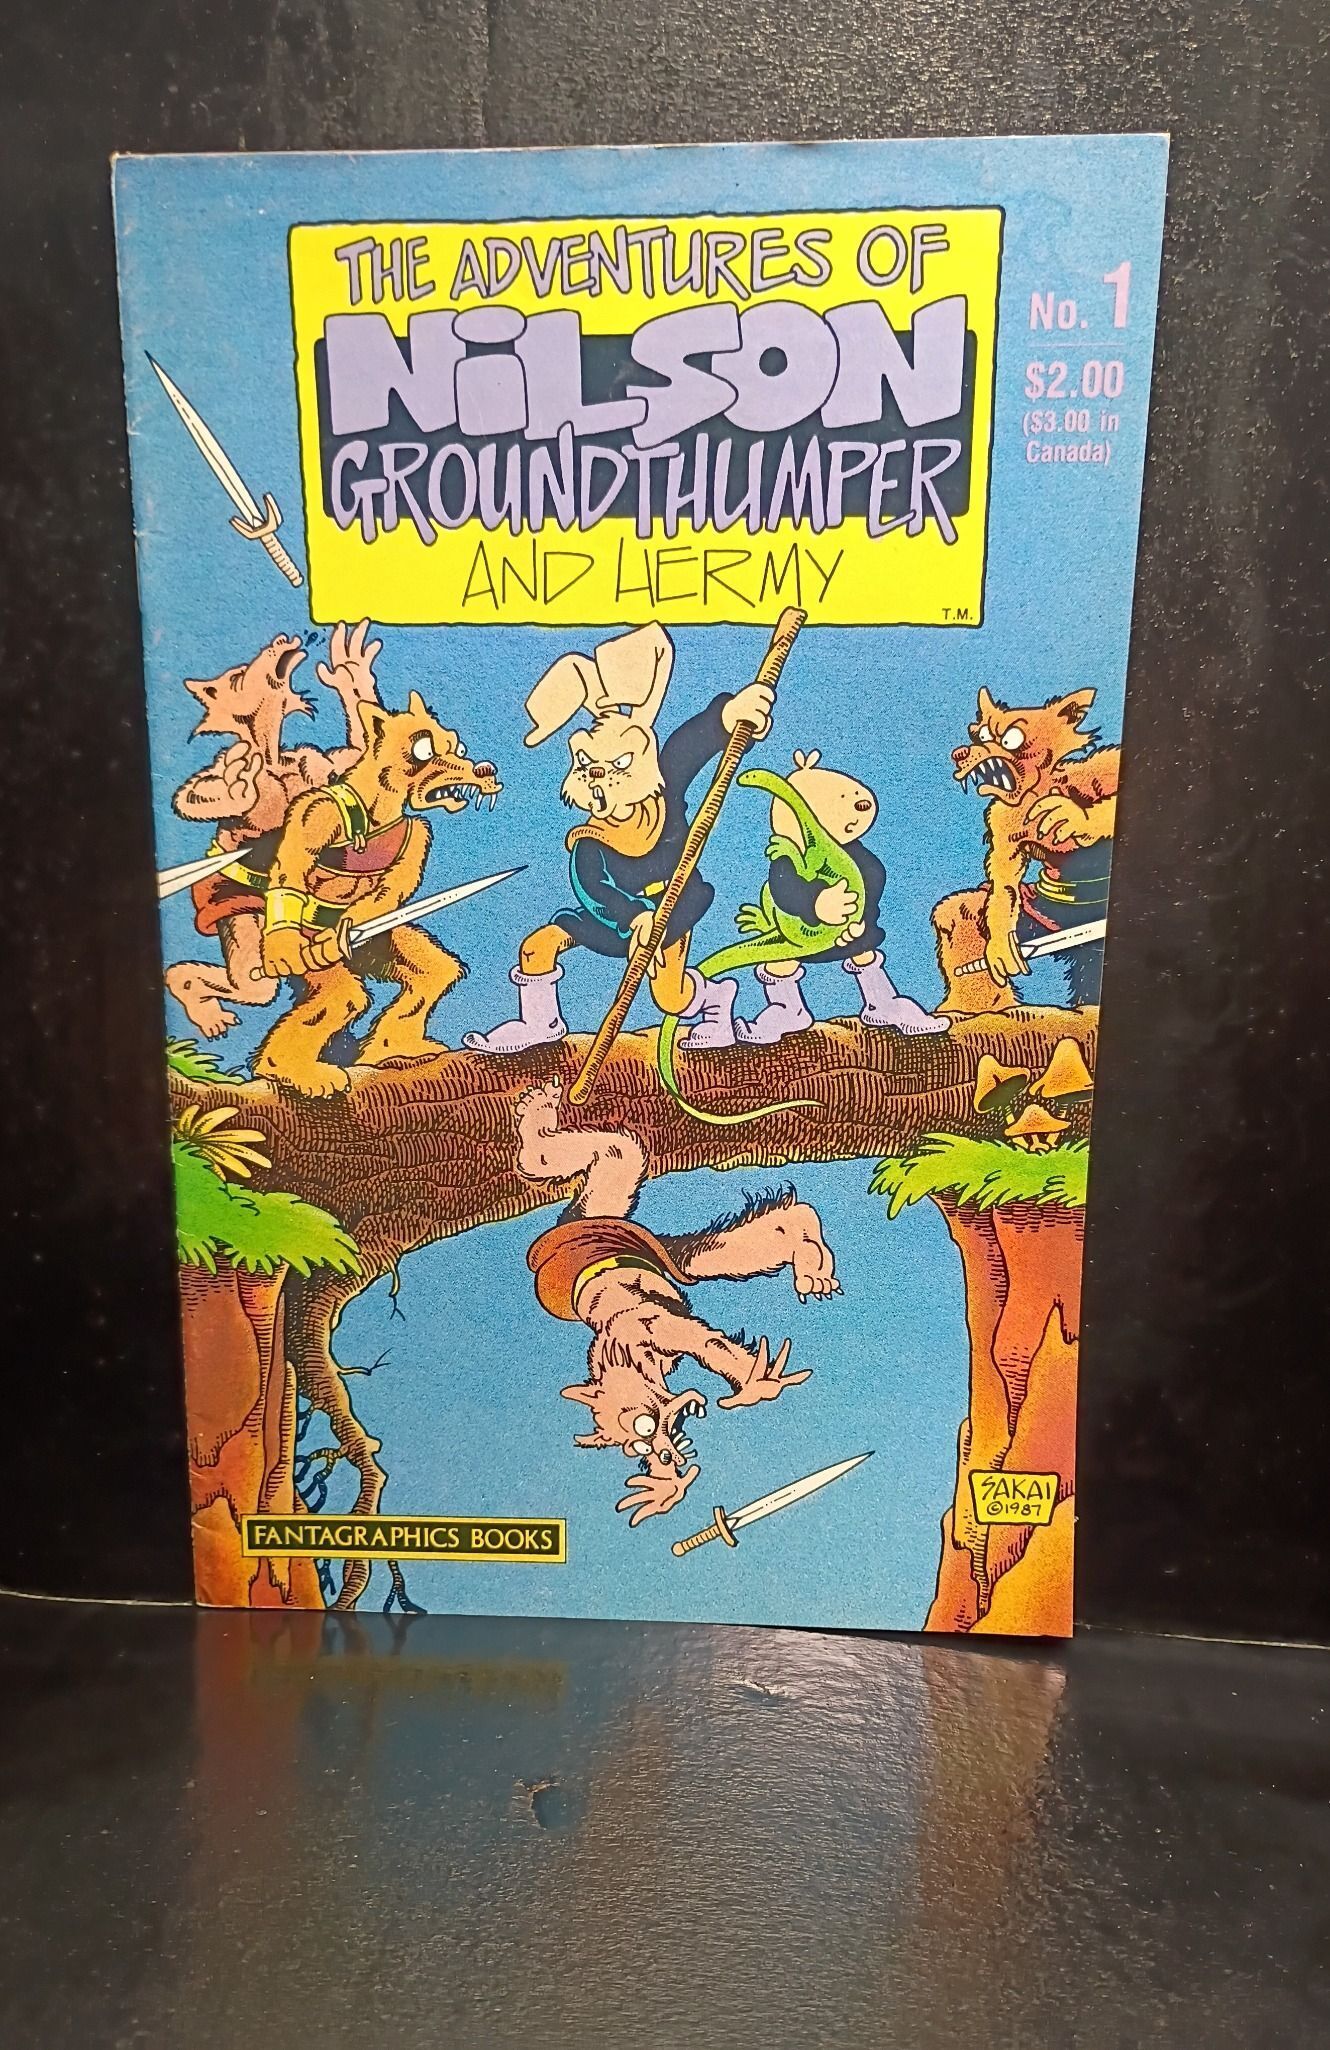 THE ADVENTURES OF
NiLSON
GROUNDTHUMPER
AND HERMY
T.M.
No. 1
$2.00
($3.00 in
Canada)
SAKAI
©1987
FANTAGRAPHICS BOOKS